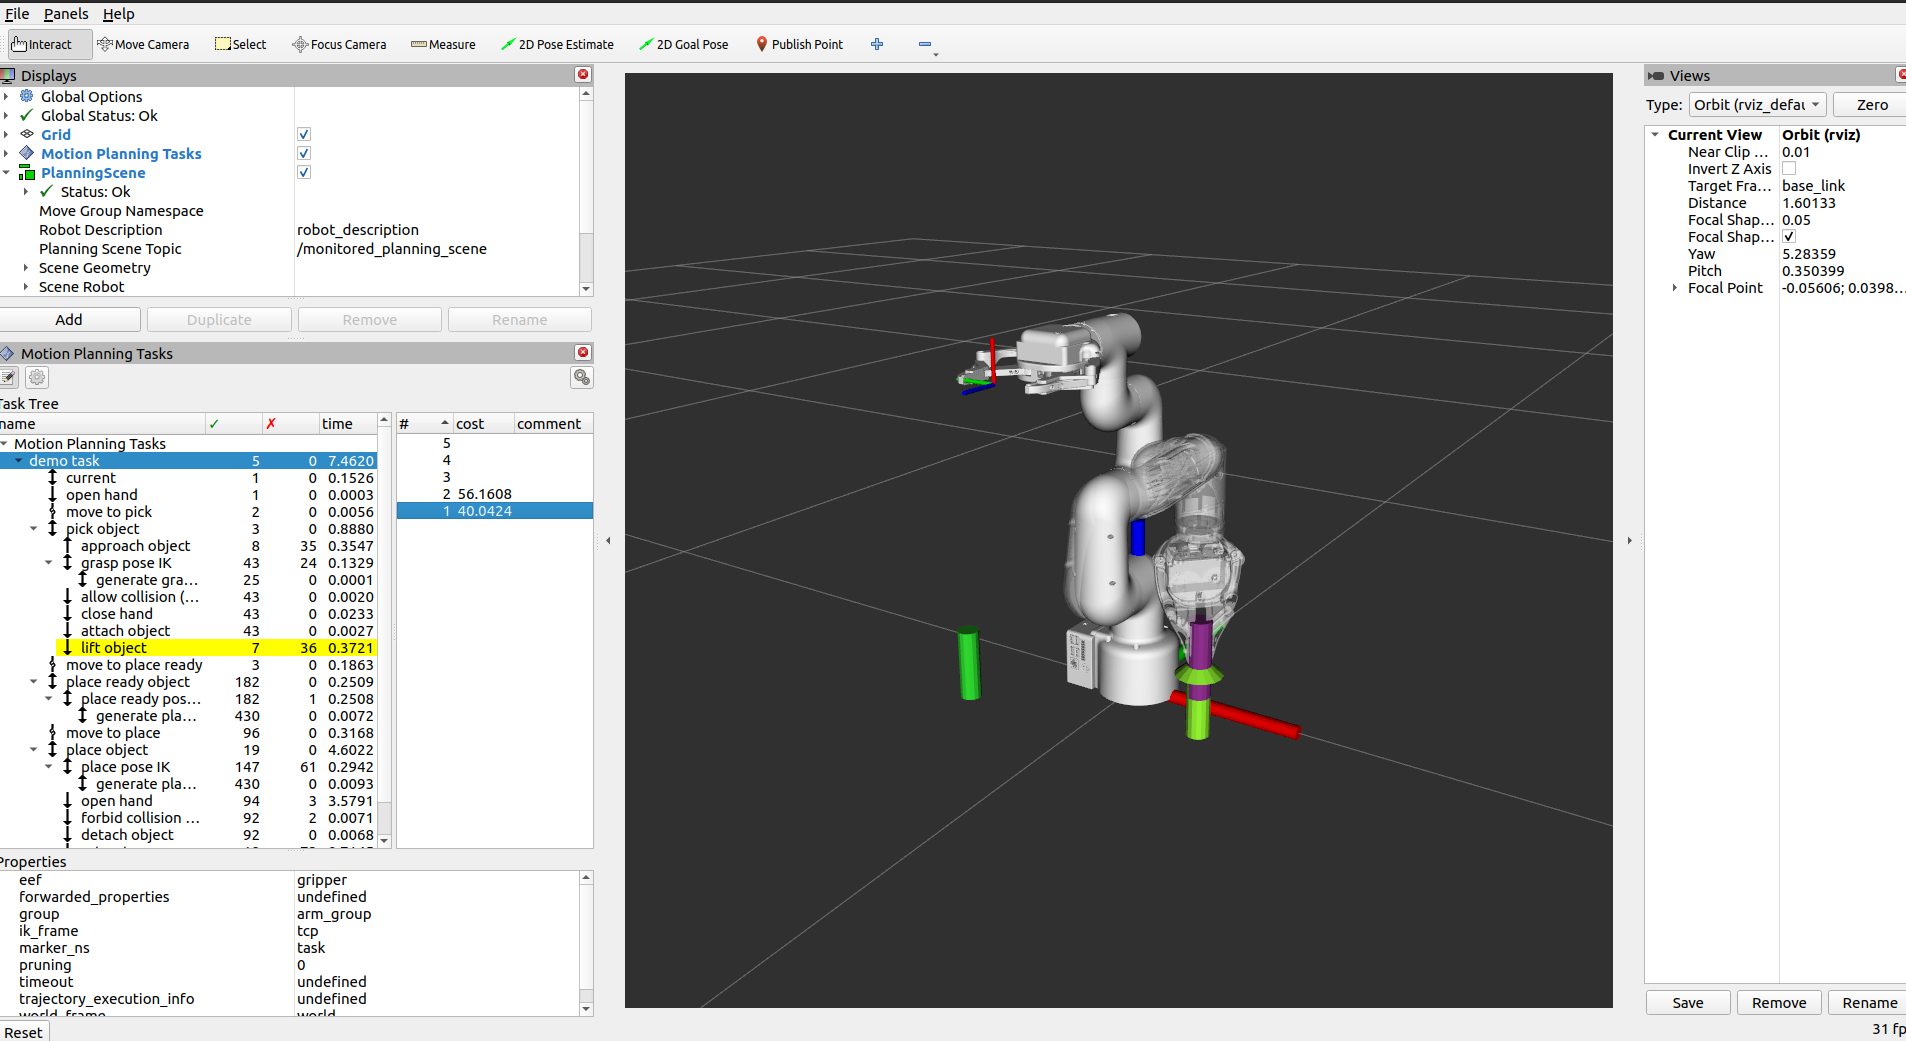 File Panels Help
Interact Move Camera Select Focus Camera Measure 2D Pose Estimate 2D Goal Pose Publish Point
Displays
Global Options
Global Status: Ok
Grid
Motion Planning Tasks
PlanningScene
Status: Ok
Move Group Namespace
Robot Description robot_description
Planning Scene Topic /monitored_planning_scene
Scene Geometry
Scene Robot
Add Duplicate Remove Rename
Motion Planning Tasks
Task Tree
name ✓ ✗ time
Motion Planning Tasks
demo task 5 0 7.4620
current 1 0 0.1526
open hand 1 0 0.0003
move to pick 2 0 0.0056
pick object 3 0 0.8880
approach object 8 35 0.3547
grasp pose IK 43 24 0.1329
generate gra... 25 0 0.0001
allow collision (... 43 0 0.0020
close hand 43 0 0.0233
attach object 43 0 0.0027
lift object 7 36 0.3721
move to place ready 3 0 0.1863
place ready object 182 0 0.2509
place ready pos... 182 1 0.2508
generate pla... 430 0 0.0072
move to place 96 0 0.3168
place object 19 0 4.6022
place pose IK 147 61 0.2942
generate pla... 430 0 0.0093
open hand 94 3 3.5791
forbid collision ... 92 2 0.0071
detach object 92 0 0.0068
# cost comment
5
4
3
2 56.1608
1 40.0424
Properties
eef gripper
forwarded_properties undefined
group arm_group
ik_frame tcp
marker_ns task
pruning 0
timeout undefined
trajectory_execution_info undefined
world_frame world
Reset
Views
Type: Orbit (rviz_defau Zero
Current View Orbit (rviz)
Near Clip ... 0.01
Invert Z Axis
Target Fra... base_link
Distance 1.60133
Focal Shap... 0.05
Focal Shap... ✓
Yaw 5.28359
Pitch 0.350399
Focal Point -0.05606; 0.0398...
Save Remove Rename
31 fp